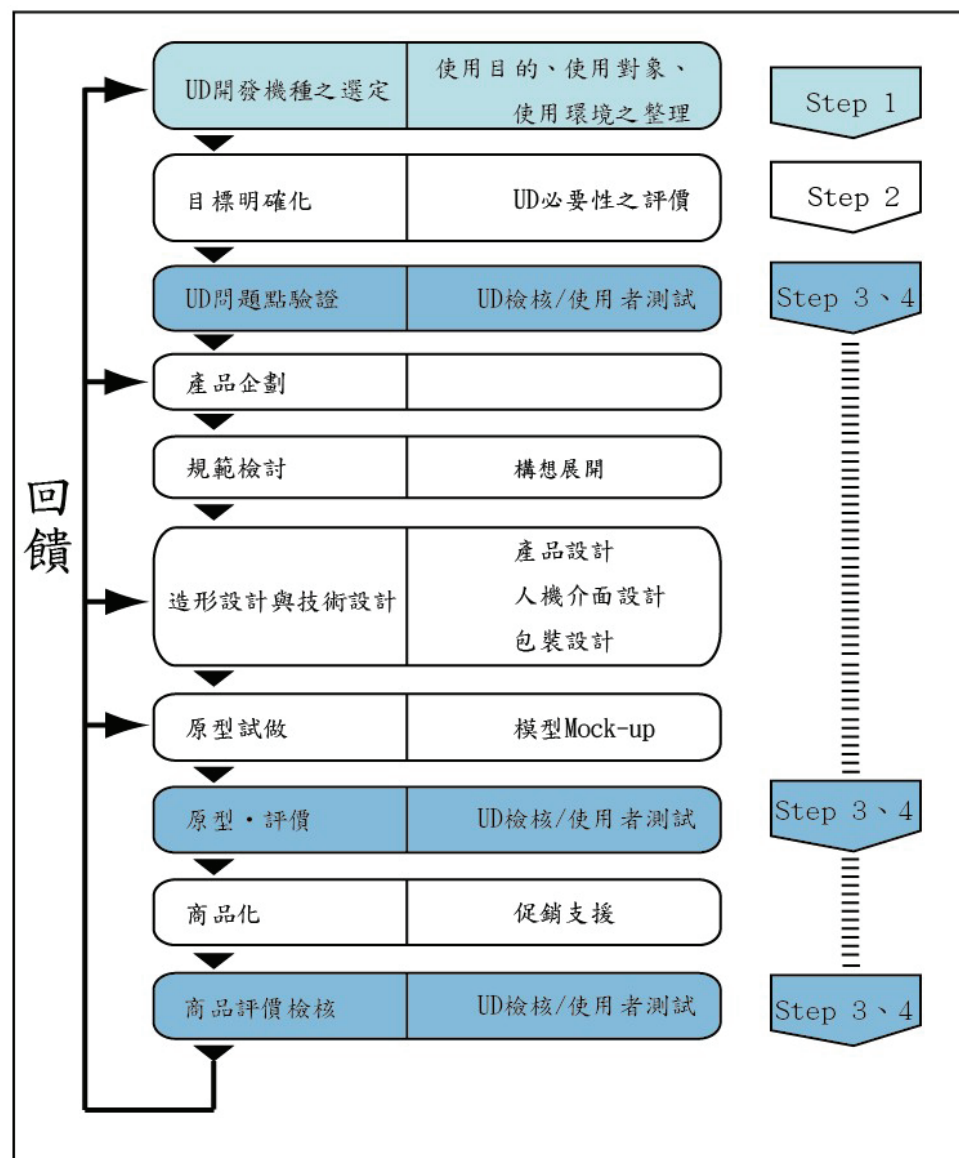 UD開發機種之選定
使用目的、使用對象、
使用環境之整理
Step 1
目標明確化
UD必要性之評價
Step 2
UD問題點驗證
UD檢核/使用者測試
Step 3、4
產品企劃
規範檢討
構想展開
回饋
造形設計與技術設計
產品設計
人機介面設計
包裝設計
原型試做
模型Mock-up
原型·評價
UD檢核/使用者測試
Step 3、4
商品化
促銷支援
商品評價檢核
UD檢核/使用者測試
Step 3、4